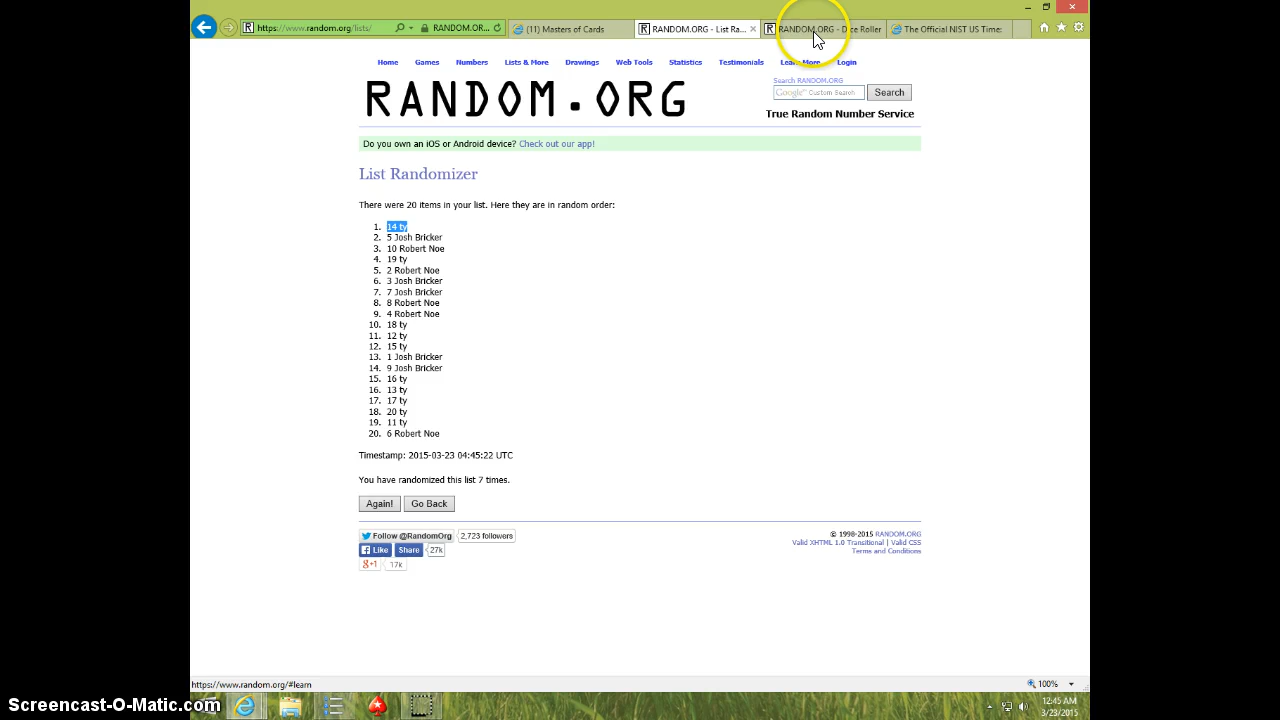 https://www.random.org/lists/
RANDOM.OR...
(11) Masters of Cards
RANDOM.ORG - List Ra...
RANDOM.ORG - Dice Roller
The Official NIST US Time:
Home Games Numbers Lists & More Drawings Web Tools Statistics Testimonials Learn More Login
RANDOM.ORG
Search RANDOM.ORG
Google™ Custom Search
Search
True Random Number Service
Do you own an iOS or Android device? Check out our app!
List Randomizer
There were 20 items in your list. Here they are in random order:
1. 14 ty
2. 5 Josh Bricker
3. 10 Robert Noe
4. 19 ty
5. 2 Robert Noe
6. 3 Josh Bricker
7. 7 Josh Bricker
8. 8 Robert Noe
9. 4 Robert Noe
10. 18 ty
11. 12 ty
12. 15 ty
13. 1 Josh Bricker
14. 9 Josh Bricker
15. 16 ty
16. 13 ty
17. 17 ty
18. 20 ty
19. 11 ty
20. 6 Robert Noe
Timestamp: 2015-03-23 04:45:22 UTC
You have randomized this list 7 times.
Again! Go Back
Follow @RandomOrg 2,723 followers
Like Share 27k
g+1 17k
© 1998-2015 RANDOM.ORG
Valid XHTML 1.0 Transitional | Valid CSS
Terms and Conditions
https://www.random.org/#learn
100%
12:45 AM
3/23/2015
Screencast-O-Matic.com